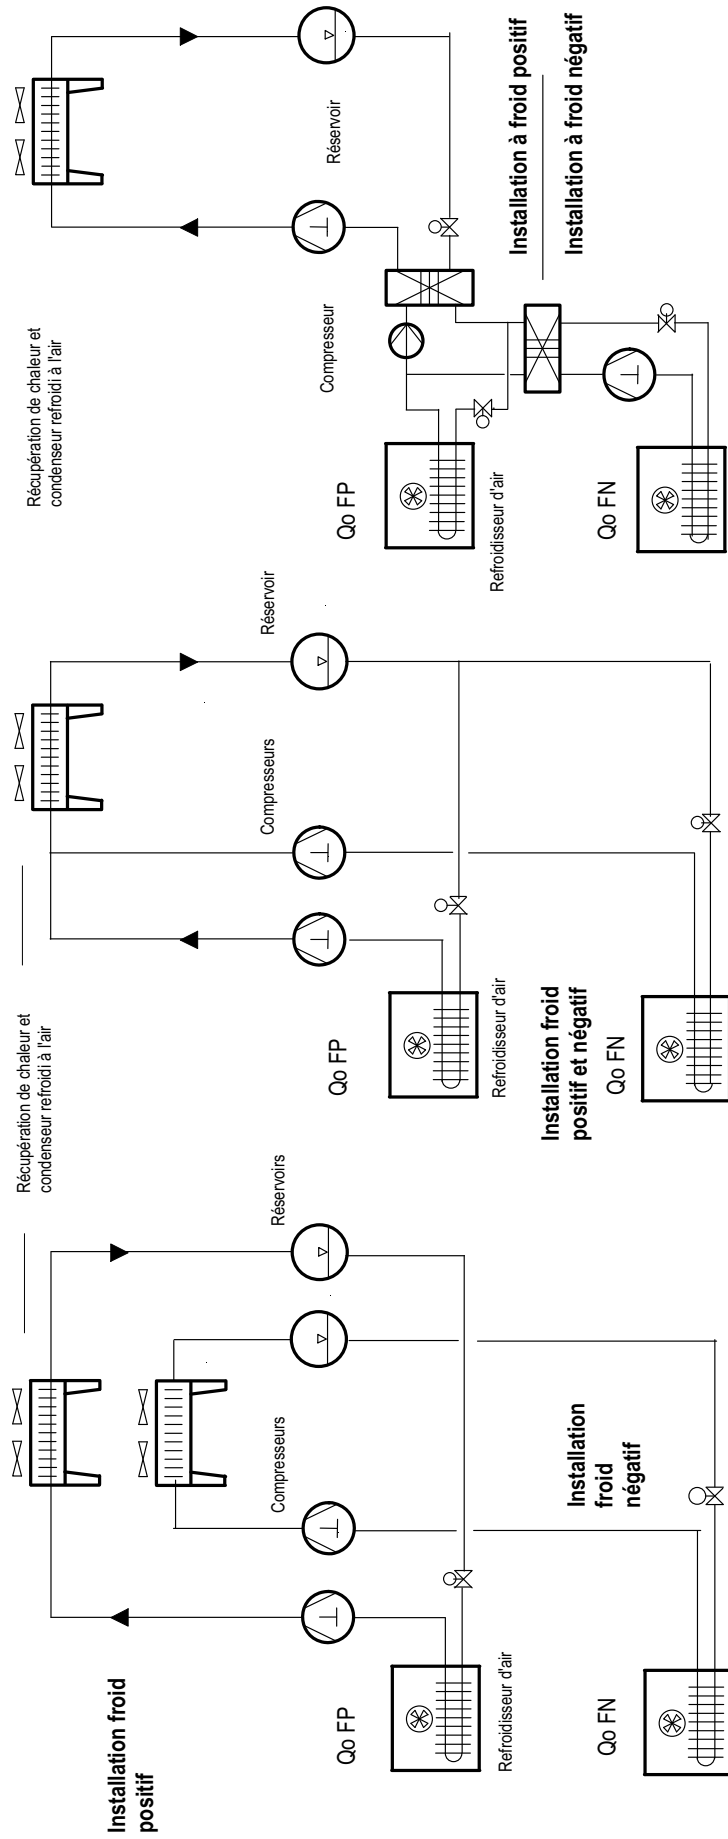 Installation froid
positif
Qo FP
Refroidisseur d'air
Qo FN
Compresseurs
Installation
froid
négatif
Réservoirs
Récupération de chaleur et
condenseur refroidi à l'air
Qo FP
Refroidisseur d'air
Installation froid
positif et négatif
Qo FN
Compresseurs
Réservoir
Récupération de chaleur et
condenseur refroidi à l'air
Qo FP
Refroidisseur d'air
Qo FN
Compresseur
Réservoir
Installation à froid positif
Installation à froid négatif